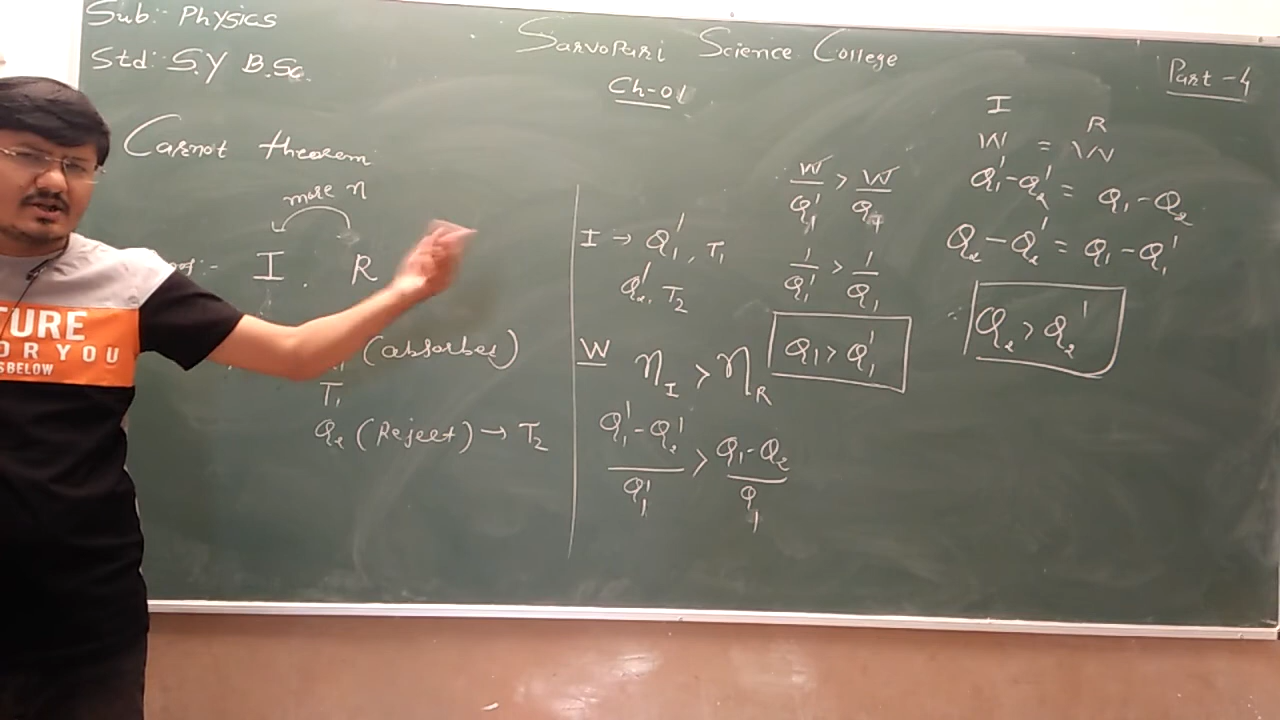 Sub:- Physics
Std:- S.Y B.Sc.
Sarvopari Science College
Ch-01
Part-4
Carnot theorem
more η
I . R
(absorbes)
T₁
Q₂ (Reject) → T₂
I → Q₁', T₁
Q₂', T₂
W
η_I > η_R
Q₁'-Q₂' / Q₁' > Q₁-Q₂ / Q₁
W/Q₁' > W/Q₁
1/Q₁' > 1/Q₁
Q₁ > Q₁'
I R
W = W
Q₁'-Q₂' = Q₁-Q₂
Q₂-Q₂' = Q₁-Q₁'
∴ Q₂ > Q₂'
TURE
OR YOU
BELOW